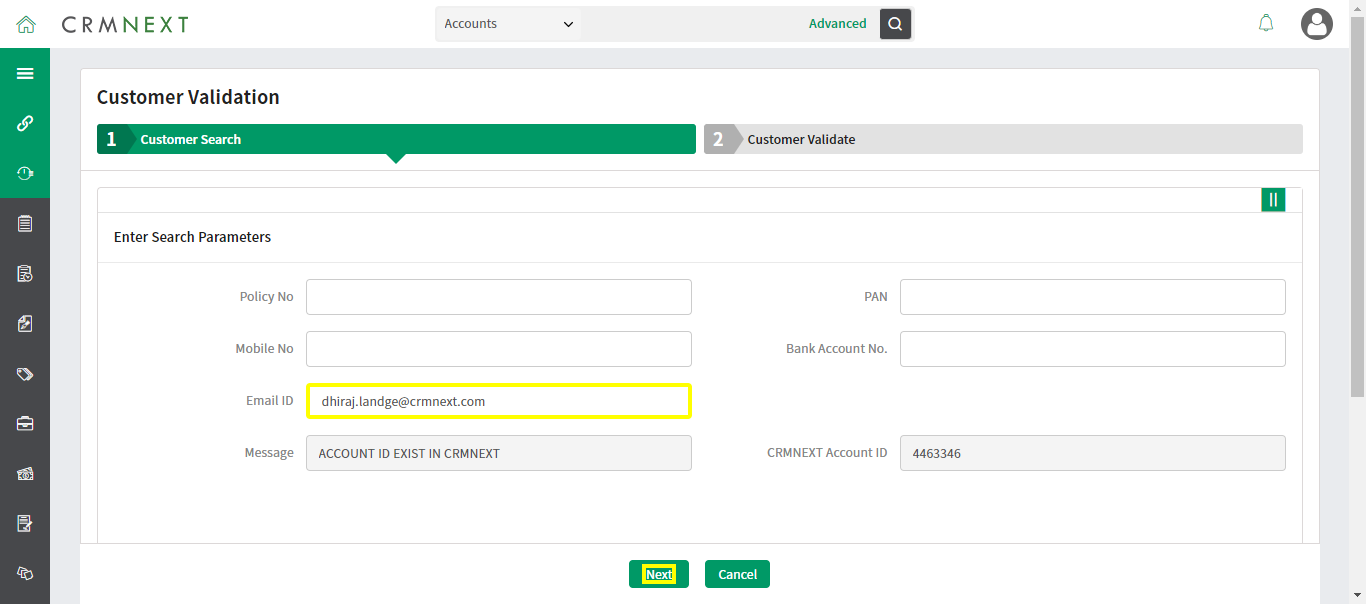 CRMNEXT
Accounts
Advanced
Customer Validation
1 Customer Search
2 Customer Validate
Enter Search Parameters
Policy No
PAN
Mobile No
Bank Account No.
Email ID dhiraj.landge@crmnext.com
Message ACCOUNT ID EXIST IN CRMNEXT
CRMNEXT Account ID 4463346
Next
Cancel